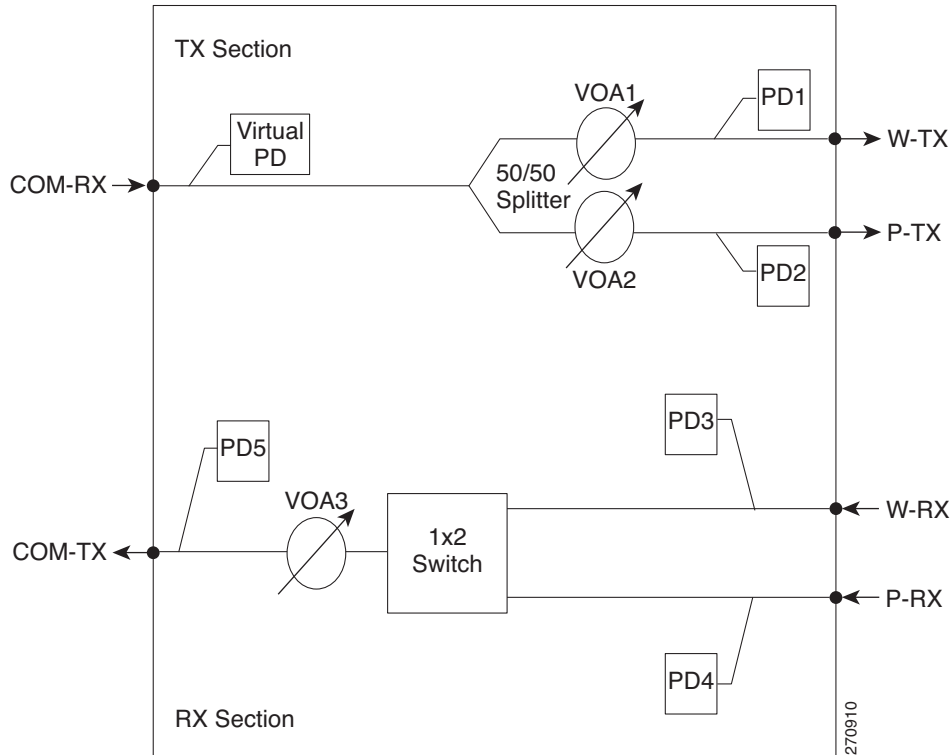 TX Section
VOA1
PD1
Virtual
PD
W-TX
COM-RX
50/50
Splitter
P-TX
VOA2
PD2
PD3
PD5
VOA3
W-RX
1x2
Switch
COM-TX
P-RX
PD4
RX Section
270910